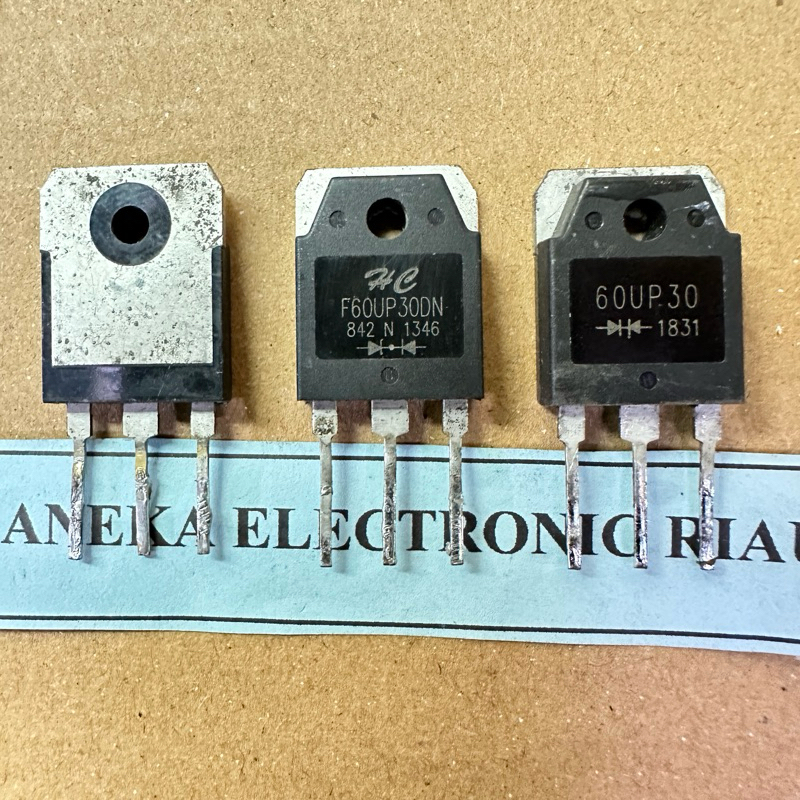 HC
F60UP30DN
842 N 1346
60UP30
1831
ANEKA ELECTRONIC RIAU